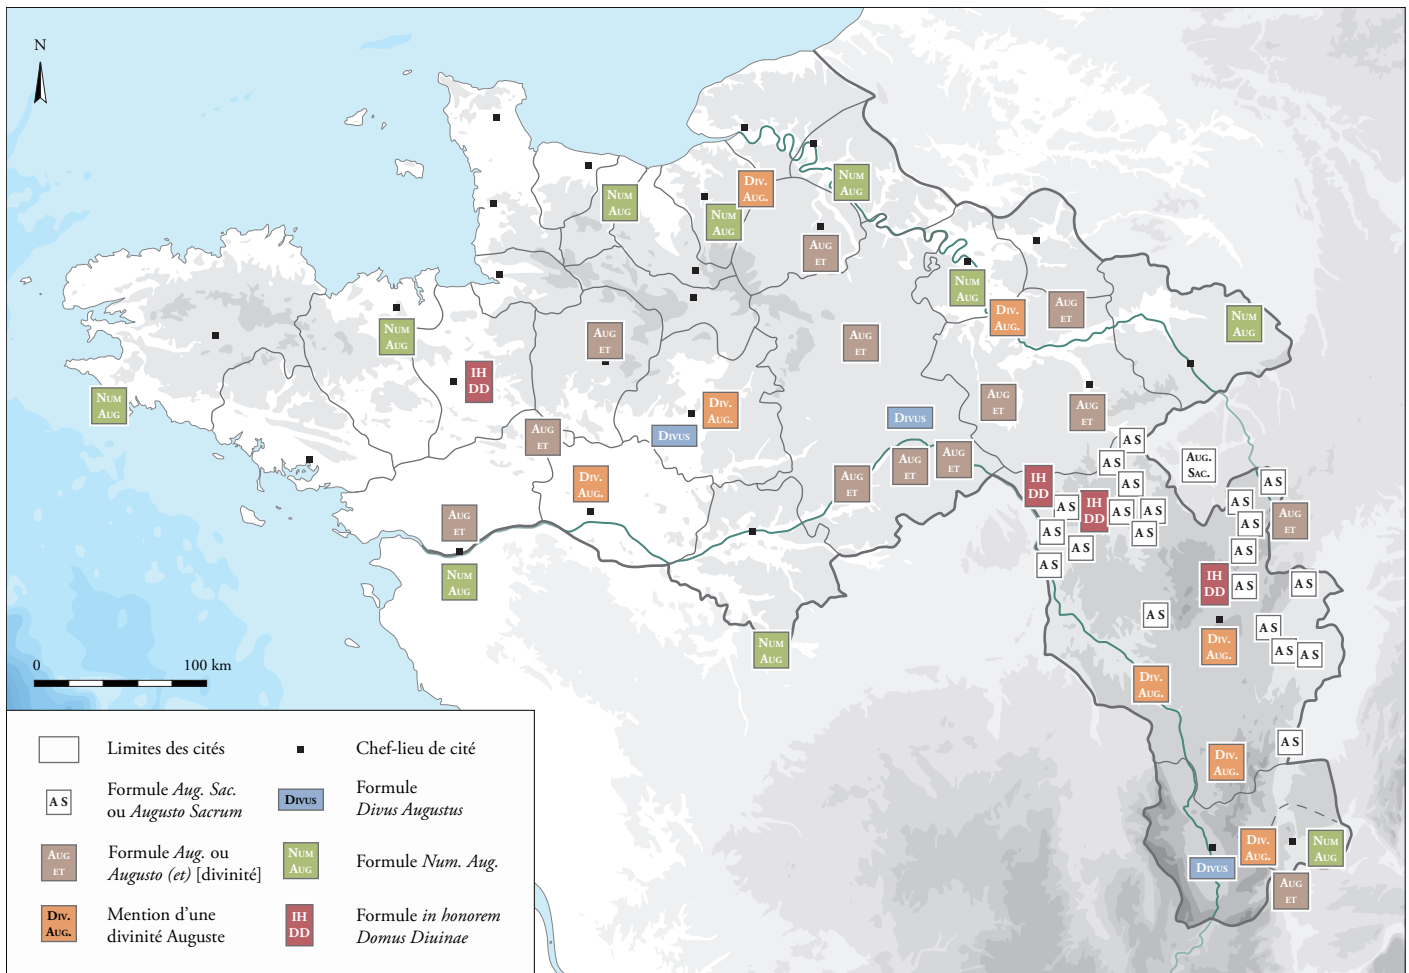 N
Div.
Aug.
Num
Aug
Num
Aug
Num
Aug
Aug
et
Num
Aug
Aug
et
Div.
Aug.
Num
Aug
Num
Aug
Aug
et
Aug
et
IH
DD
Aug
et
Num
Aug
Div.
Aug.
Aug
et
Divus
Divus
Aug
et
A S
Aug
et
A S
Aug.
Sac.
Aug
et
A S
Div.
Aug.
Aug
et
A S
IH
DD
A S
A S
IH
DD
A S
A S
Aug
et
Aug
et
A S
A S
A S
A S
A S
A S
Num
Aug
IH
DD
A S
A S
A S
A S
Div.
Aug.
Num
Aug
A S
A S
0 100 km
Div.
Aug.
A S
Div.
Aug.
Div.
Aug.
Num
Aug
Divus
Aug
et
Limites des cités
A S
Formule Aug. Sac.
ou Augusto Sacrum
Aug
et
Formule Aug. ou
Augusto (et) [divinité]
Div.
Aug.
Mention d’une
divinité Auguste
Chef-lieu de cité
Divus
Formule
Divus Augustus
Num
Aug
Formule Num. Aug.
IH
DD
Formule in honorem
Domus Diuinae